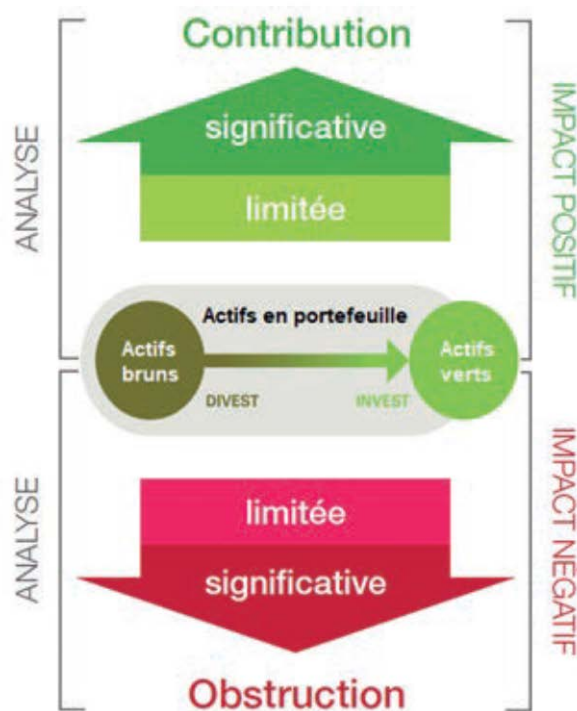 Contribution
ANALYSE
significative
limitée
IMPACT POSITIF
Actifs en portefeuille
Actifs
bruns
Actifs
verts
DIVEST
INVEST
ANALYSE
limitée
significative
IMPACT NÉGATIF
Obstruction